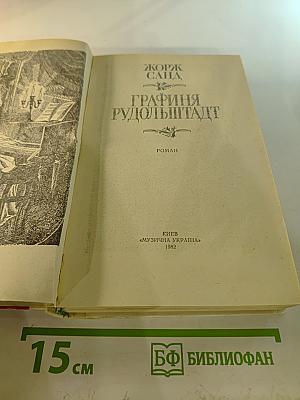 ЖОРЖ
САНД
ГРАФИНЯ
РУДОЛЬШТАДТ
РОМАН
КИЕВ
«МУЗИЧНА УКРАЇНА»
1982
15 см
БФ БИБЛИОФАН